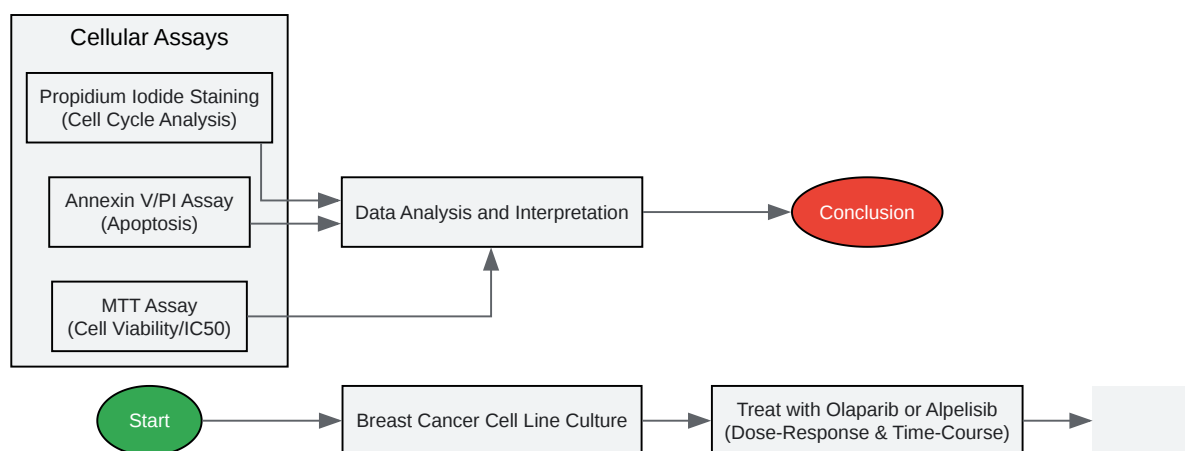 Cellular Assays
Propidium Iodide Staining
(Cell Cycle Analysis)
Annexin V/PI Assay
(Apoptosis)
MTT Assay
(Cell Viability/IC50)
Data Analysis and Interpretation
Conclusion
Start
Breast Cancer Cell Line Culture
Treat with Olaparib or Alpelisib
(Dose-Response & Time-Course)